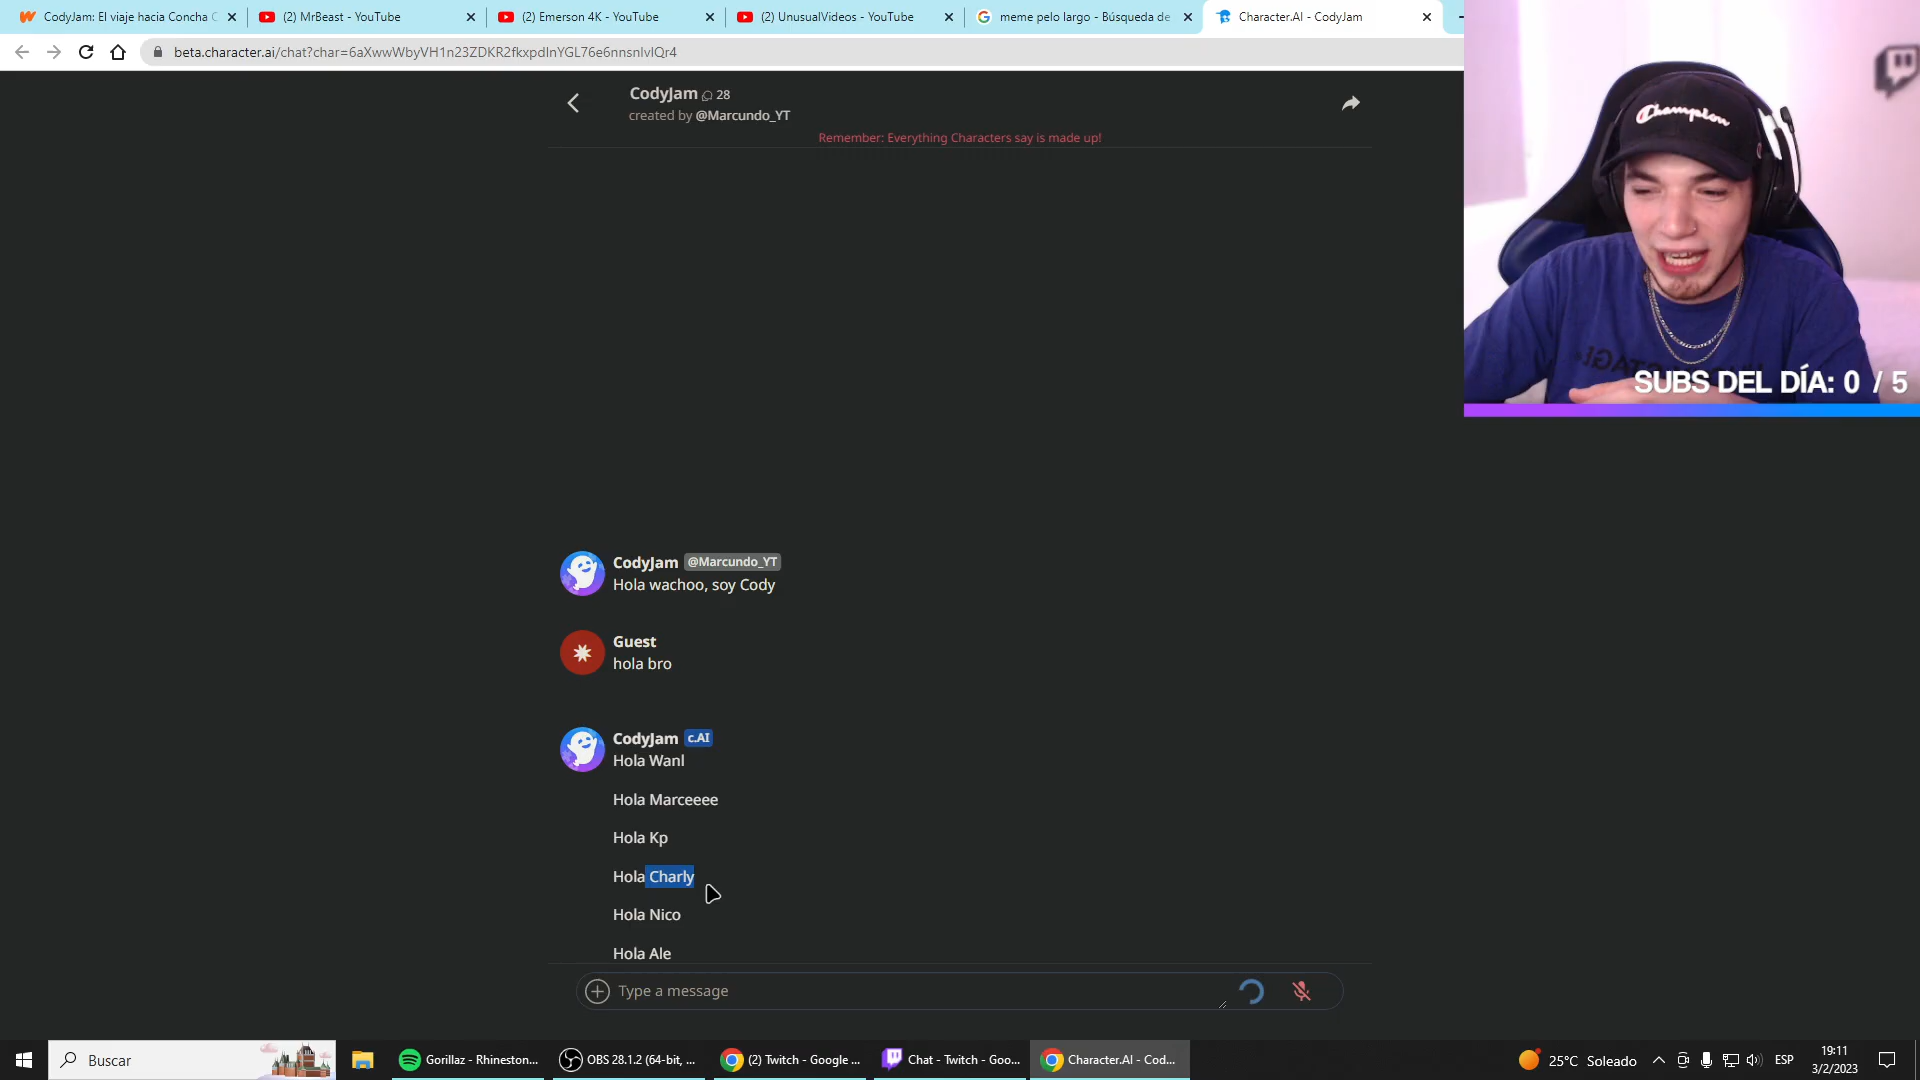 CodyJam: El viaje hacia Concha C
(2) MrBeast - YouTube
(2) Emerson 4K - YouTube
(2) UnusualVideos - YouTube
meme pelo largo - Búsqueda de
Character.AI - CodyJam
beta.character.ai/chat?char=6aXwwWbyVH1n23ZDKR2fkxpdInYGL76e6nnsnlvIQr4
CodyJam 28
created by @Marcundo_YT
Remember: Everything Characters say is made up!
Champion
SUBS DEL DÍA: 0 / 5
CodyJam @Marcundo_YT
Hola wachoo, soy Cody
Guest
hola bro
CodyJam c.AI
Hola Wanl
Hola Marceeee
Hola Kp
Hola Charly
Hola Nico
Hola Ale
Type a message
Buscar
Gorillaz - Rhineston...
OBS 28.1.2 (64-bit, ...
(2) Twitch - Google ...
Chat - Twitch - Goo...
Character.AI - Cod...
25°C Soleado
ESP
19:11
3/2/2023